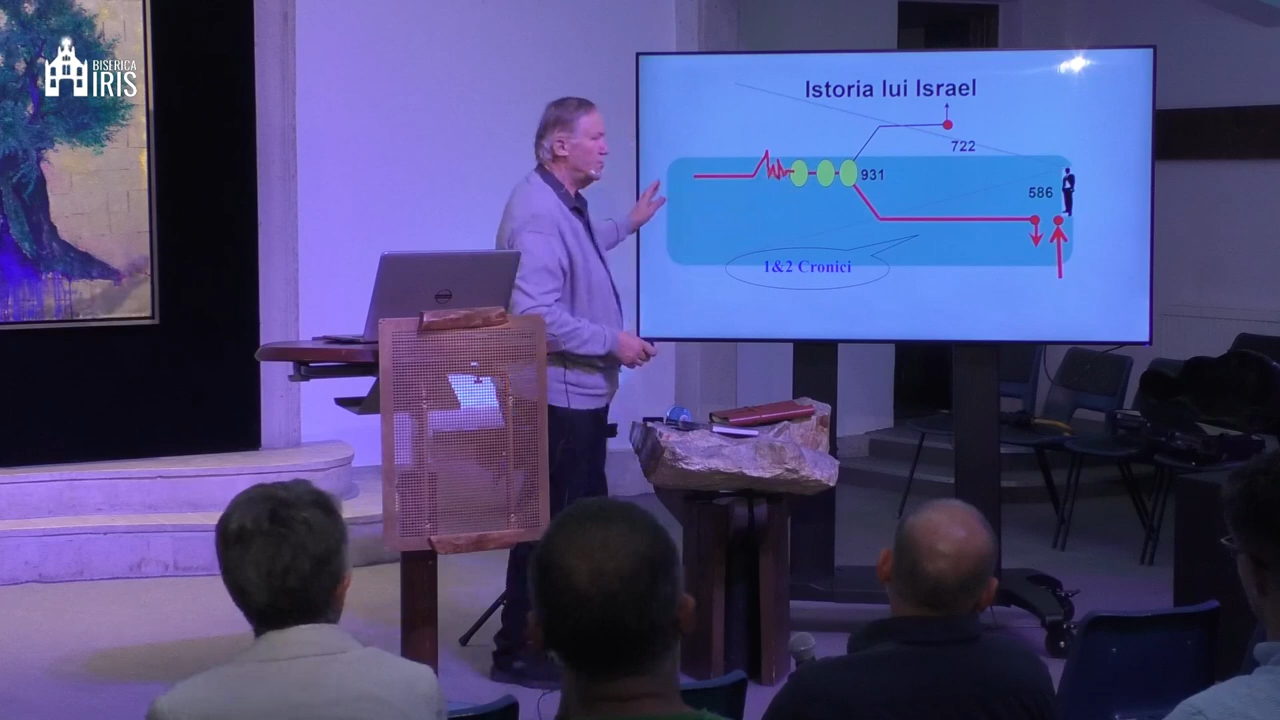 BISERICA
IRIS
Istoria lui Israel
722
931
586
1&2 Cronici